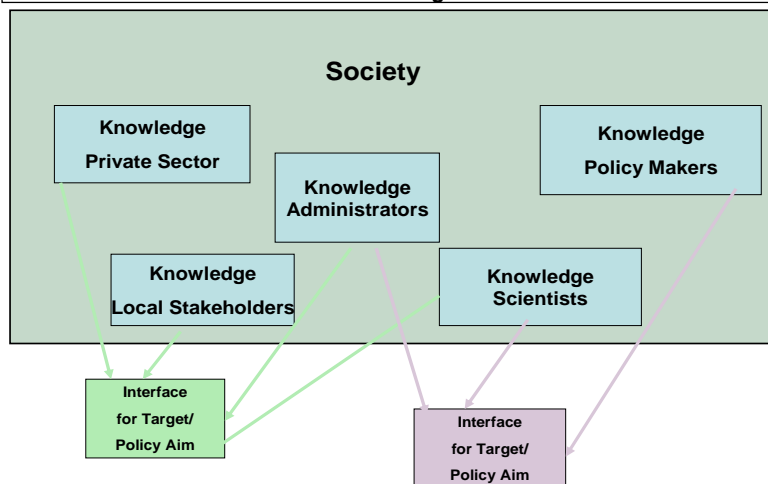 Society
Knowledge
Private Sector
Knowledge
Policy Makers
Knowledge
Administrators
Knowledge
Local Stakeholders
Knowledge
Scientists
Interface
for Target/
Policy Aim
Interface
for Target/
Policy Aim